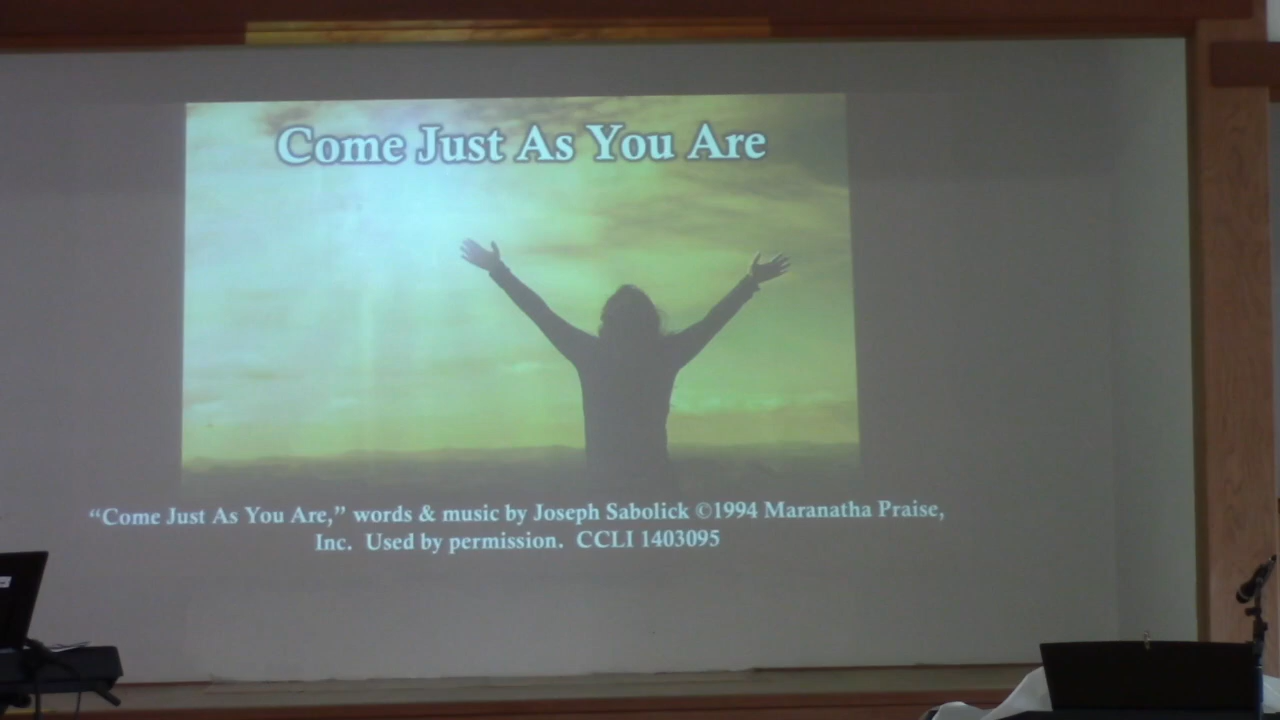 Come Just As You Are
“Come Just As You Are,” words & music by Joseph Sabolick ©1994 Maranatha Praise,
Inc.  Used by permission.  CCLI 1403095